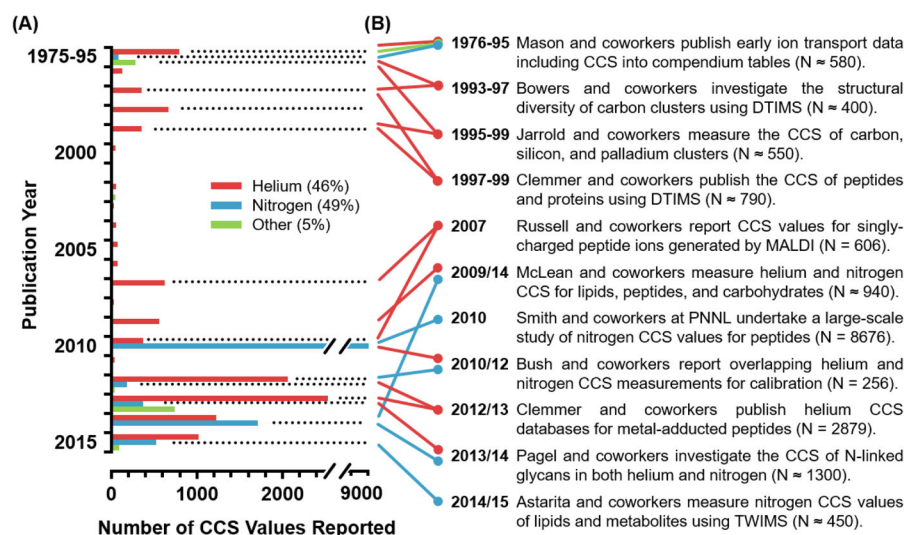 (A)
(B)
1975-95
2000
2005
2010
2015
Publication Year
Helium (46%)
Nitrogen (49%)
Other (5%)
0
1000
2000
9000
Number of CCS Values Reported
1976-95 Mason and coworkers publish early ion transport data
including CCS into compendium tables (N ≈ 580).
1993-97 Bowers and coworkers investigate the structural
diversity of carbon clusters using DTIMS (N ≈ 400).
1995-99 Jarrold and coworkers measure the CCS of carbon,
silicon, and palladium clusters (N ≈ 550).
1997-99 Clemmer and coworkers publish the CCS of peptides
and proteins using DTIMS (N ≈ 790).
2007 Russell and coworkers report CCS values for singly-
charged peptide ions generated by MALDI (N = 606).
2009/14 McLean and coworkers measure helium and nitrogen
CCS for lipids, peptides, and carbohydrates (N ≈ 940).
2010 Smith and coworkers at PNNL undertake a large-scale
study of nitrogen CCS values for peptides (N = 8676).
2010/12 Bush and coworkers report overlapping helium and
nitrogen CCS measurements for calibration (N = 256).
2012/13 Clemmer and coworkers publish helium CCS
databases for metal-adducted peptides (N = 2879).
2013/14 Pagel and coworkers investigate the CCS of N-linked
glycans in both helium and nitrogen (N ≈ 1300).
2014/15 Astarita and coworkers measure nitrogen CCS values
of lipids and metabolites using TWIMS (N ≈ 450).